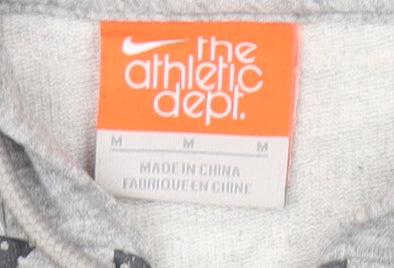 the
athletic
dept.
M M M
MADE IN CHINA
FABRIQUE EN CHINE